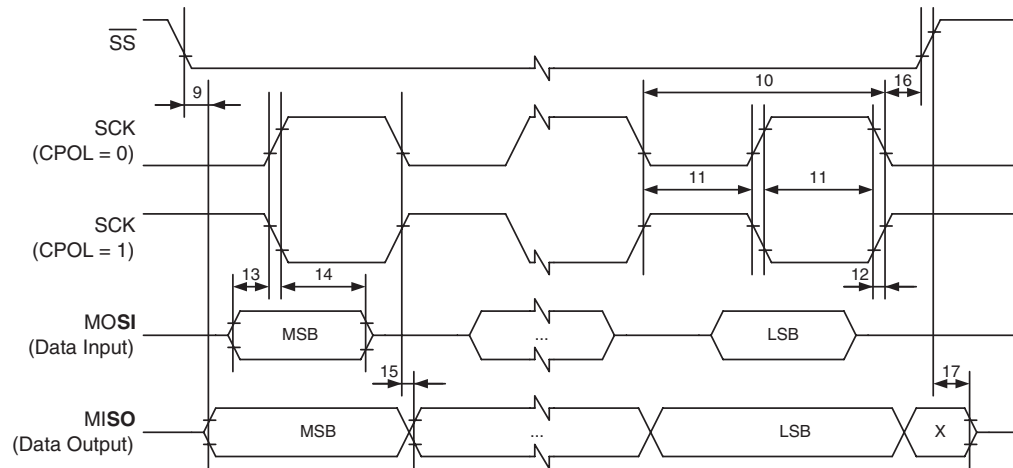 SS
10
9
16
SCK
(CPOL = 0)
11
11
SCK
(CPOL = 1)
13
14
12
MOSI
(Data Input)
MSB
...
LSB
15
17
MISO
(Data Output)
MSB
...
LSB
X